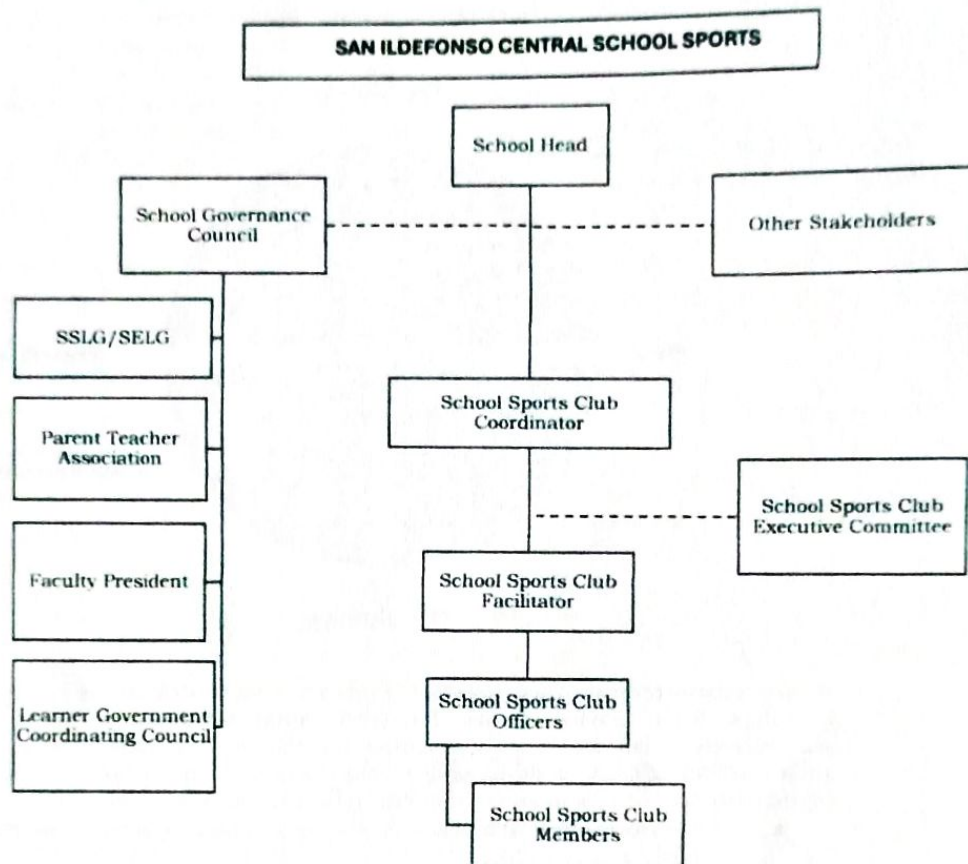 SAN ILDEFONSO CENTRAL SCHOOL SPORTS
School Head
School Governance
Council
Other Stakeholders
SSLG/SELG
School Sports Club
Coordinator
Parent Teacher
Association
School Sports Club
Executive Committee
Faculty President
School Sports Club
Facilitator
Learner Government
Coordinating Council
School Sports Club
Officers
School Sports Club
Members